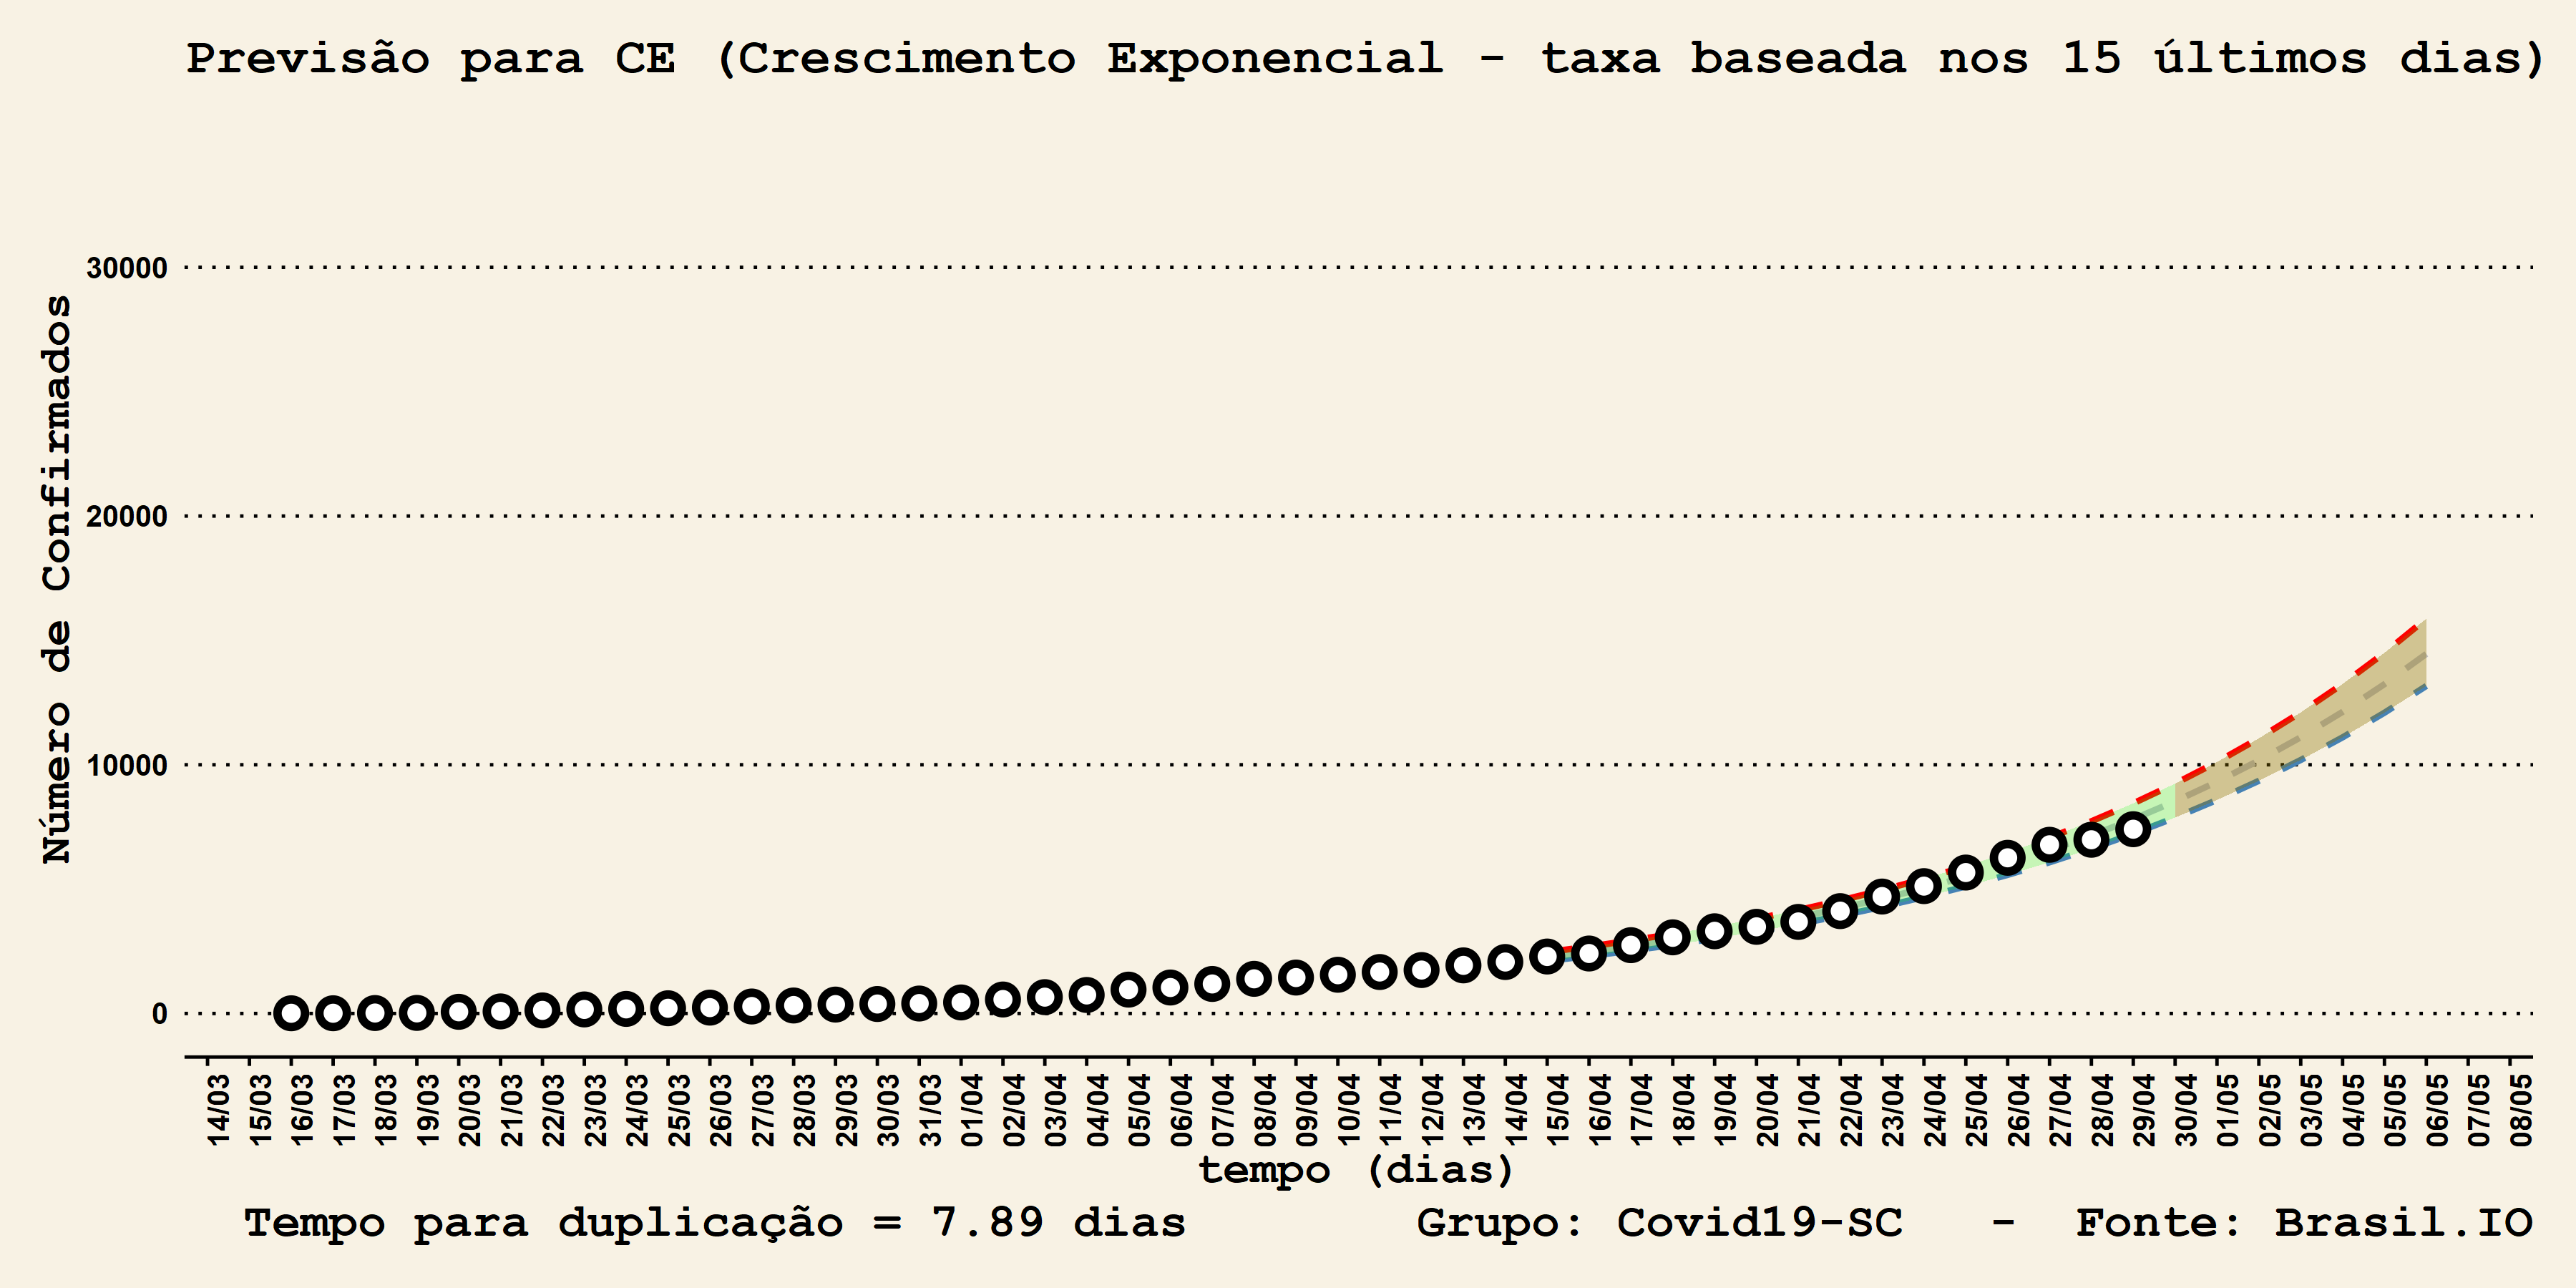 Previsão para CE (Crescimento Exponencial - taxa baseada nos 15 últimos dias)
Número de Confirmados
30000
20000
10000
0
14/03 15/03 16/03 17/03 18/03 19/03 20/03 21/03 22/03 23/03 24/03 25/03 26/03 27/03 28/03 29/03 30/03 31/03 01/04 02/04 03/04 04/04 05/04 06/04 07/04 08/04 09/04 10/04 11/04 12/04 13/04 14/04 15/04 16/04 17/04 18/04 19/04 20/04 21/04 22/04 23/04 24/04 25/04 26/04 27/04 28/04 29/04 30/04 01/05 02/05 03/05 04/05 05/05 06/05 07/05 08/05
tempo (dias)
Tempo para duplicação = 7.89 dias Grupo: Covid19-SC - Fonte: Brasil.IO